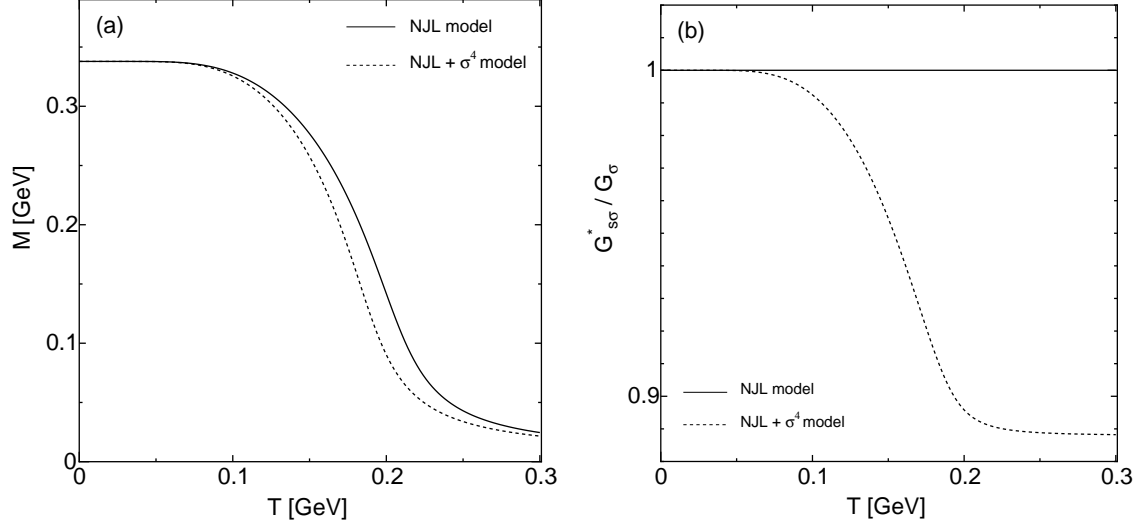 (a)
NJL model
NJL + σ⁴ model
0.3
0.2
0.1
0
M [GeV]
0 0.1 0.2 0.3
T [GeV]
(b)
1
0.9
G*sσ / Gσ
NJL model
NJL + σ⁴ model
0 0.1 0.2 0.3
T [GeV]